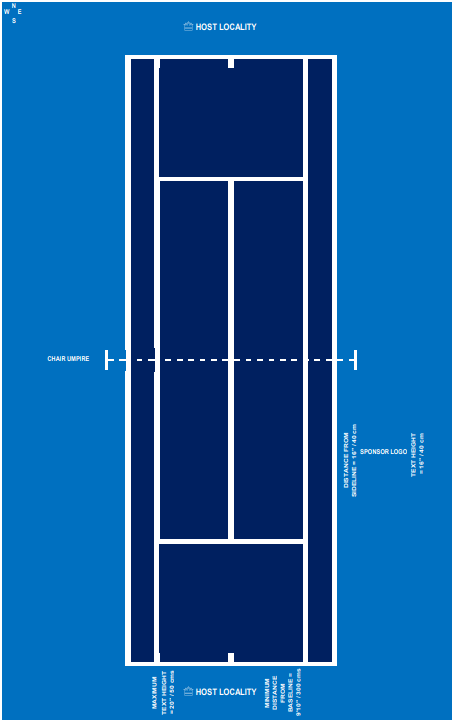 N
W E
S
HOST LOCALITY
CHAIR UMPIRE
DISTANCE FROM
SIDELINE = 16" / 40 cm
SPONSOR LOGO
TEXT HEIGHT
= 16" / 40 cm
MAXIMUM
TEXT HEIGHT
= 20" / 50 cms
HOST LOCALITY
MINIMUM
DISTANCE
FROM
BASELINE =
9'10" / 300 cms